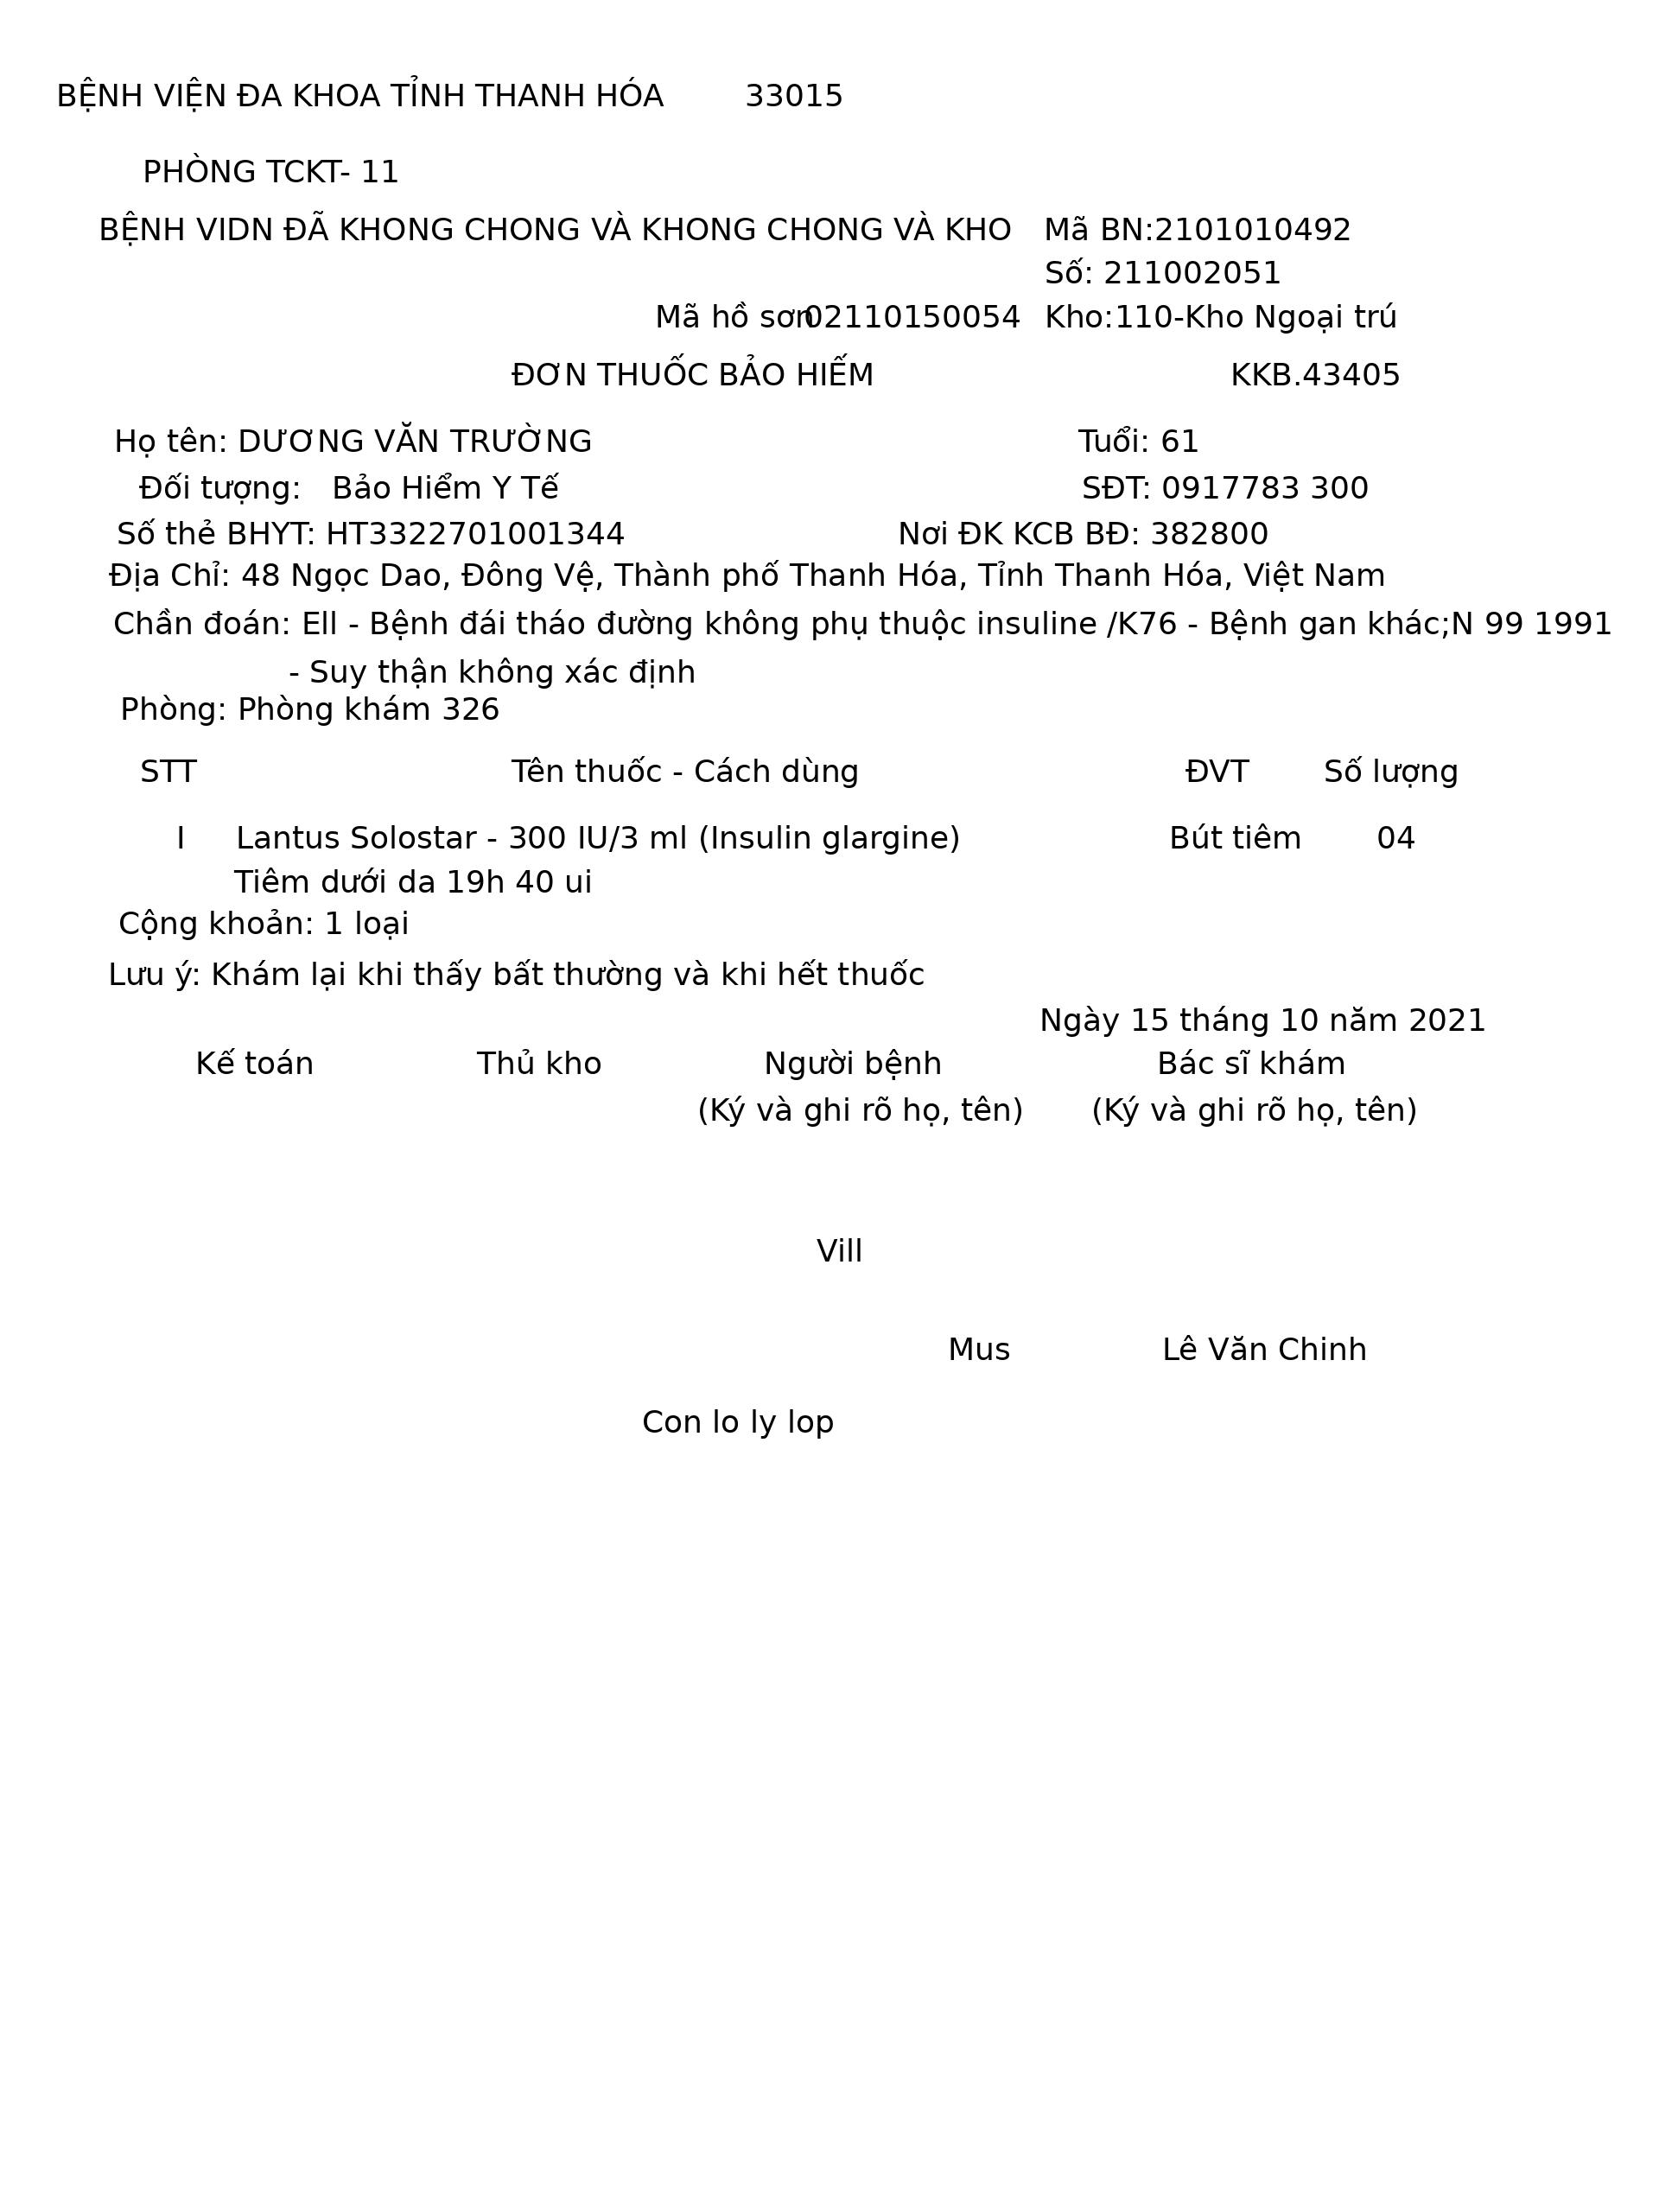 BỆNH VIỆN ĐA KHOA TỈNH THANH HÓA 33015
PHÒNG TCKT- 11
BỆNH VIDN ĐÃ KHONG CHONG VÀ KHONG CHONG VÀ KHO Mã BN:2101010492
Số: 211002051
Mã hồ sơn 02110150054 Kho:110-Kho Ngoại trú
ĐƠN THUỐC BẢO HIẾM KKB.43405
Họ tên: DƯƠNG VĂN TRƯỜNG Tuổi: 61
Đối tượng: Bảo Hiểm Y Tế SĐT: 0917783 300
Số thẻ BHYT: HT3322701001344 Nơi ĐK KCB BĐ: 382800
Địa Chỉ: 48 Ngọc Dao, Đông Vệ, Thành phố Thanh Hóa, Tỉnh Thanh Hóa, Việt Nam
Chần đoán: Ell - Bệnh đái tháo đường không phụ thuộc insuline /K76 - Bệnh gan khác;N 99 1991
- Suy thận không xác định
Phòng: Phòng khám 326
STT Tên thuốc - Cách dùng ĐVT Số lượng
I Lantus Solostar - 300 IU/3 ml (Insulin glargine) Bút tiêm 04
Tiêm dưới da 19h 40 ui
Cộng khoản: 1 loại
Lưu ý: Khám lại khi thấy bất thường và khi hết thuốc
Ngày 15 tháng 10 năm 2021
Kế toán Thủ kho Người bệnh Bác sĩ khám
(Ký và ghi rõ họ, tên) (Ký và ghi rõ họ, tên)
Vill
Mus Lê Văn Chinh
Con lo ly lop